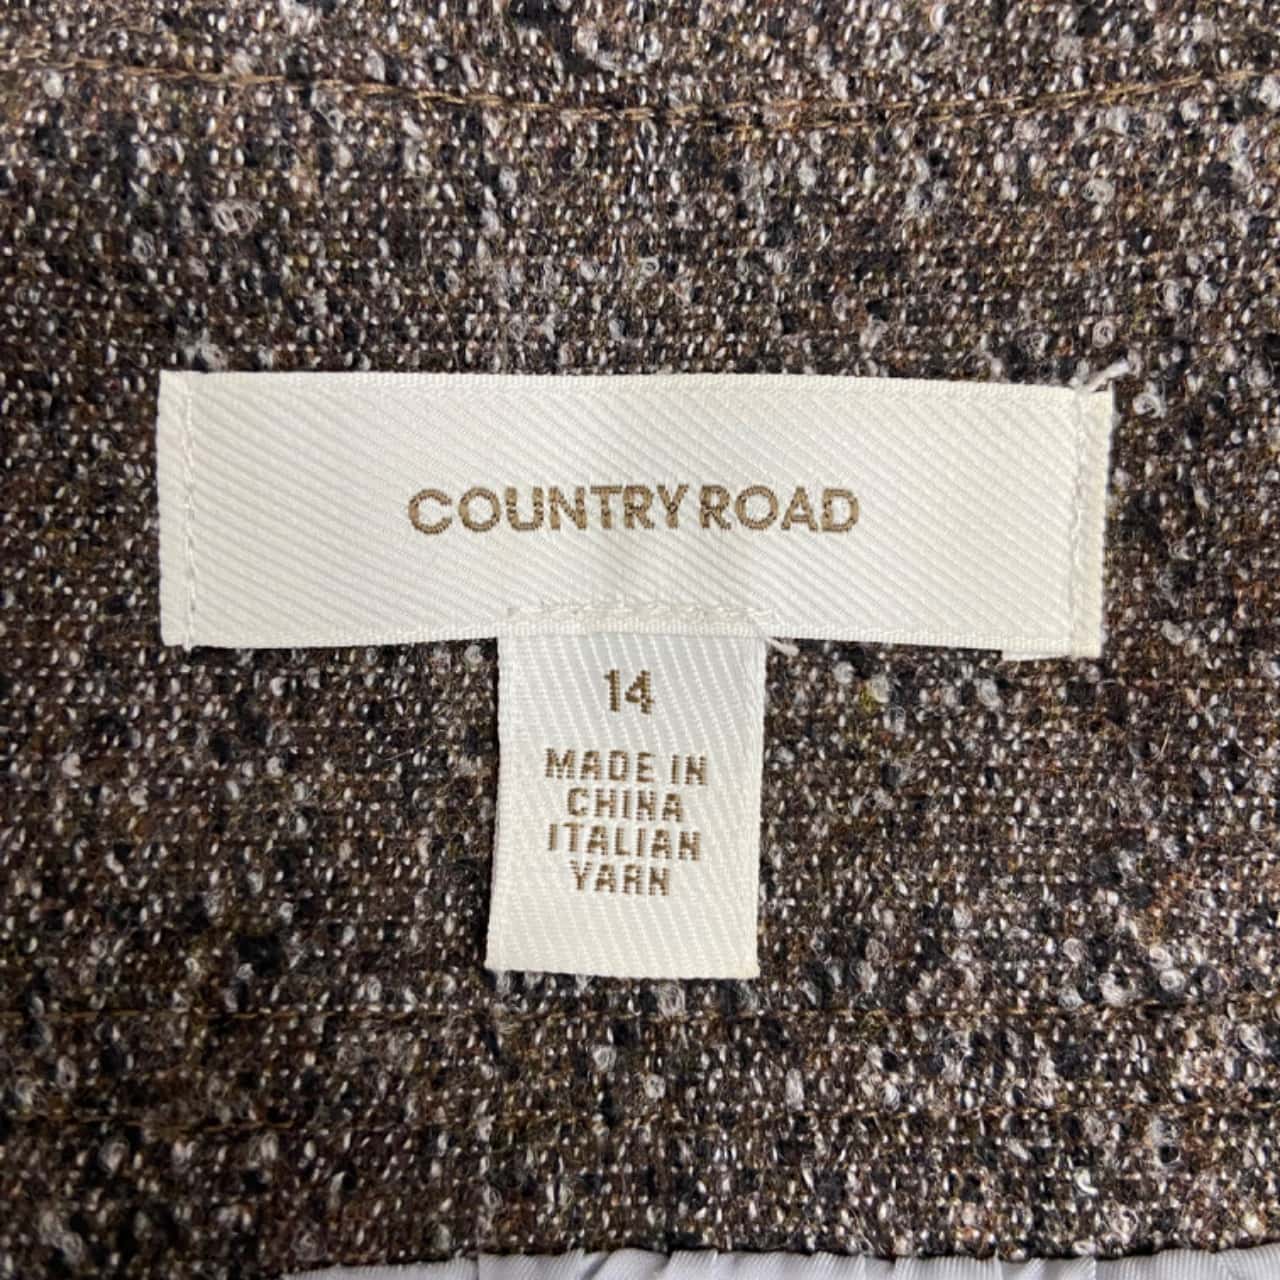 COUNTRY ROAD
14
MADE IN
CHINA
ITALIAN
YARN